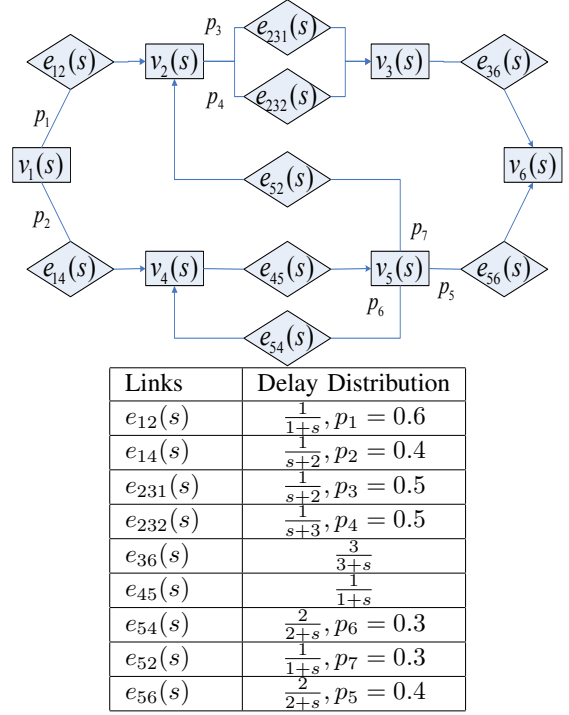 p₃
e₂₃₁(s)
e₁₂(s)
v₂(s)
v₃(s)
e₃₆(s)
p₄
e₂₃₂(s)
p₁
v₁(s)
e₅₂(s)
v₆(s)
p₂
p₇
e₁₄(s)
v₄(s)
e₄₅(s)
v₅(s)
e₅₆(s)
p₅
p₆
e₅₄(s)
Links Delay Distribution
e₁₂(s) 1/(1+s), p₁ = 0.6
e₁₄(s) 1/(s+2), p₂ = 0.4
e₂₃₁(s) 1/(s+2), p₃ = 0.5
e₂₃₂(s) 1/(s+3), p₄ = 0.5
e₃₆(s) 3/(3+s)
e₄₅(s) 1/(1+s)
e₅₄(s) 2/(2+s), p₆ = 0.3
e₅₂(s) 1/(1+s), p₇ = 0.3
e₅₆(s) 2/(2+s), p₅ = 0.4